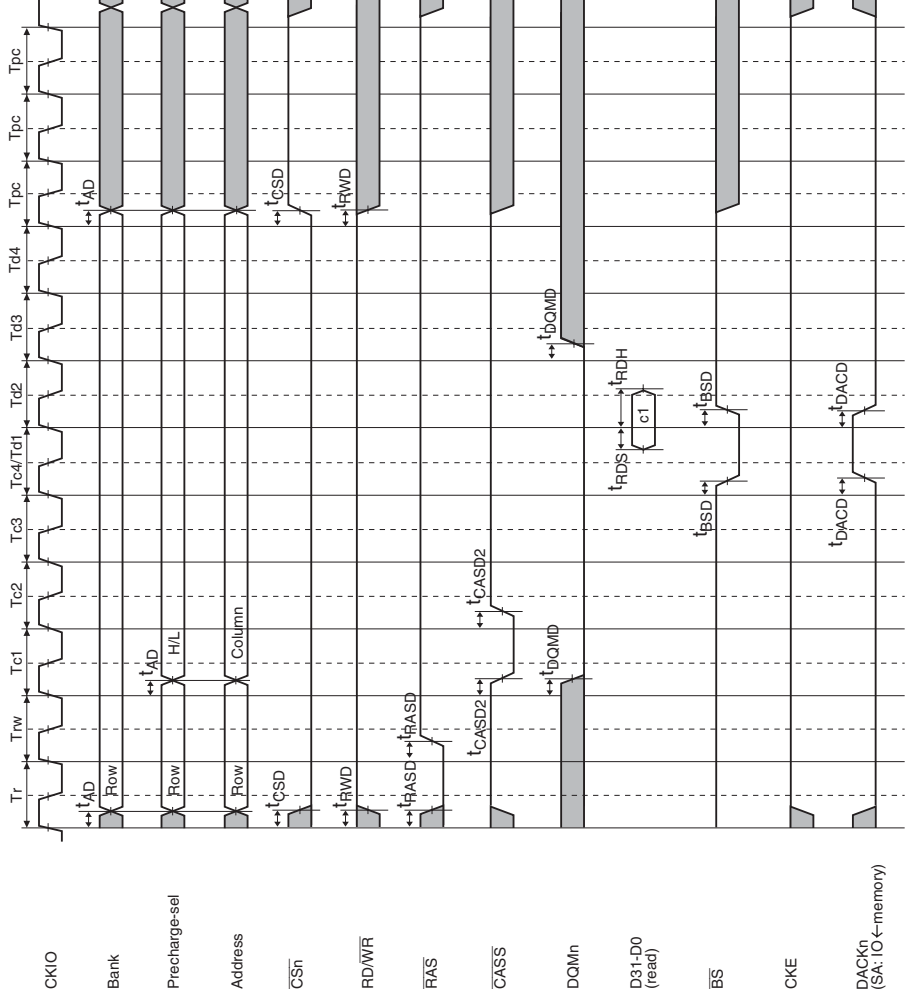 Tr Trw Tc1 Tc2 Tc3 Tc4/Td1 Td2 Td3 Td4 Tpc Tpc Tpc
CKIO
tAD tAD
Bank
Row
tAD
Precharge-sel
Row H/L
Address
Row Column
tCSD tCSD
CSn
tRWD tRWD
RD/WR
tRASD tRASD
RAS
tCASD2 tCASD2
CASS
tDQMD tDQMD
DQMn
tRDS tRDH
D31-D0
(read)
c1
tBSD tBSD
BS
CKE
tDACD tDACD
DACKn
(SA: IO ← memory)